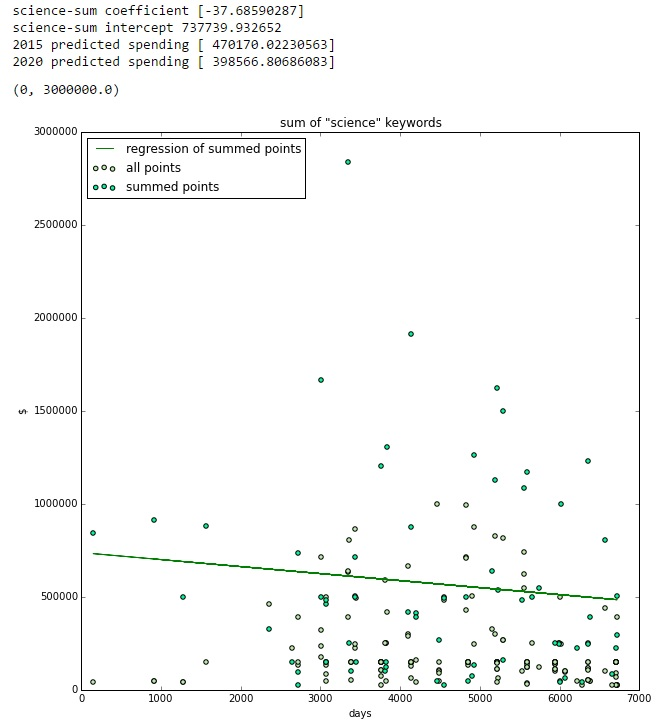 science-sum coefficient [-37.68590287]
science-sum intercept 737739.932652
2015 predicted spending [ 470170.02230563]
2020 predicted spending [ 398566.80686083]
(0, 3000000.0)
sum of "science" keywords
regression of summed points
all points
summed points
3000000
2500000
2000000
1500000
1000000
500000
0
$
0 1000 2000 3000 4000 5000 6000 7000
days